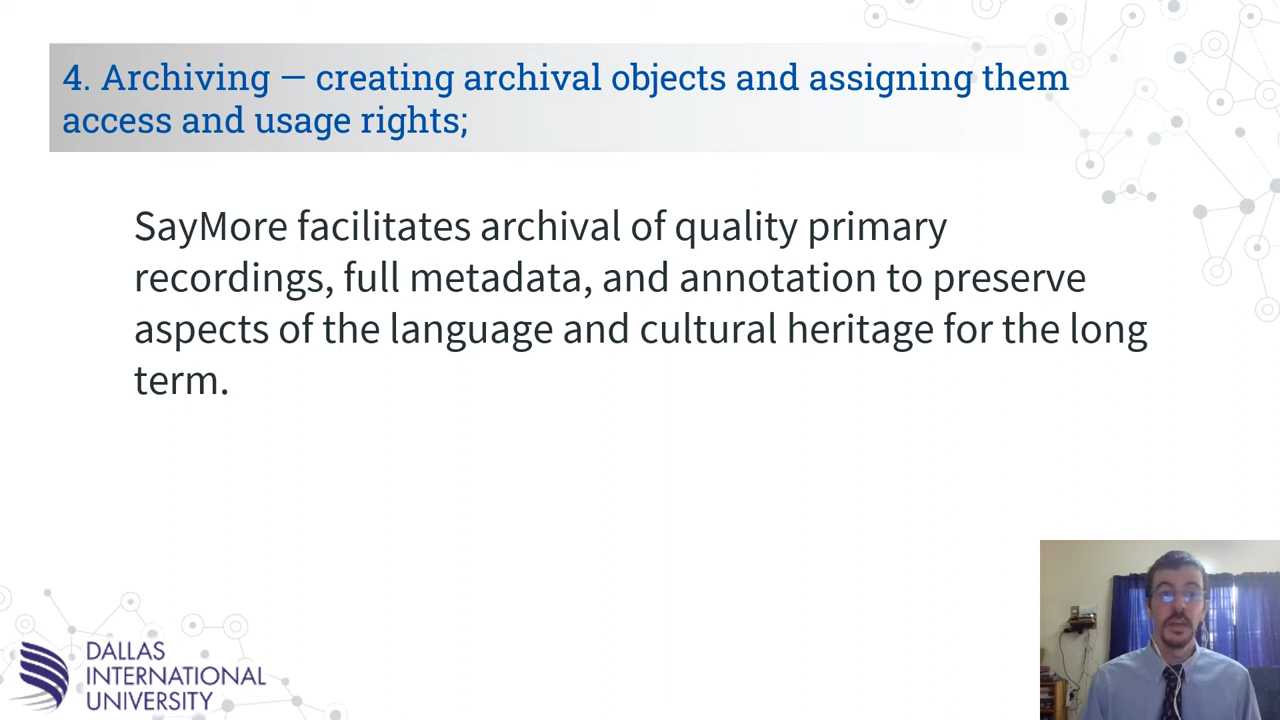 4. Archiving — creating archival objects and assigning them
access and usage rights;
SayMore facilitates archival of quality primary
recordings, full metadata, and annotation to preserve
aspects of the language and cultural heritage for the long
term.
DALLAS
INTERNATIONAL
UNIVERSITY